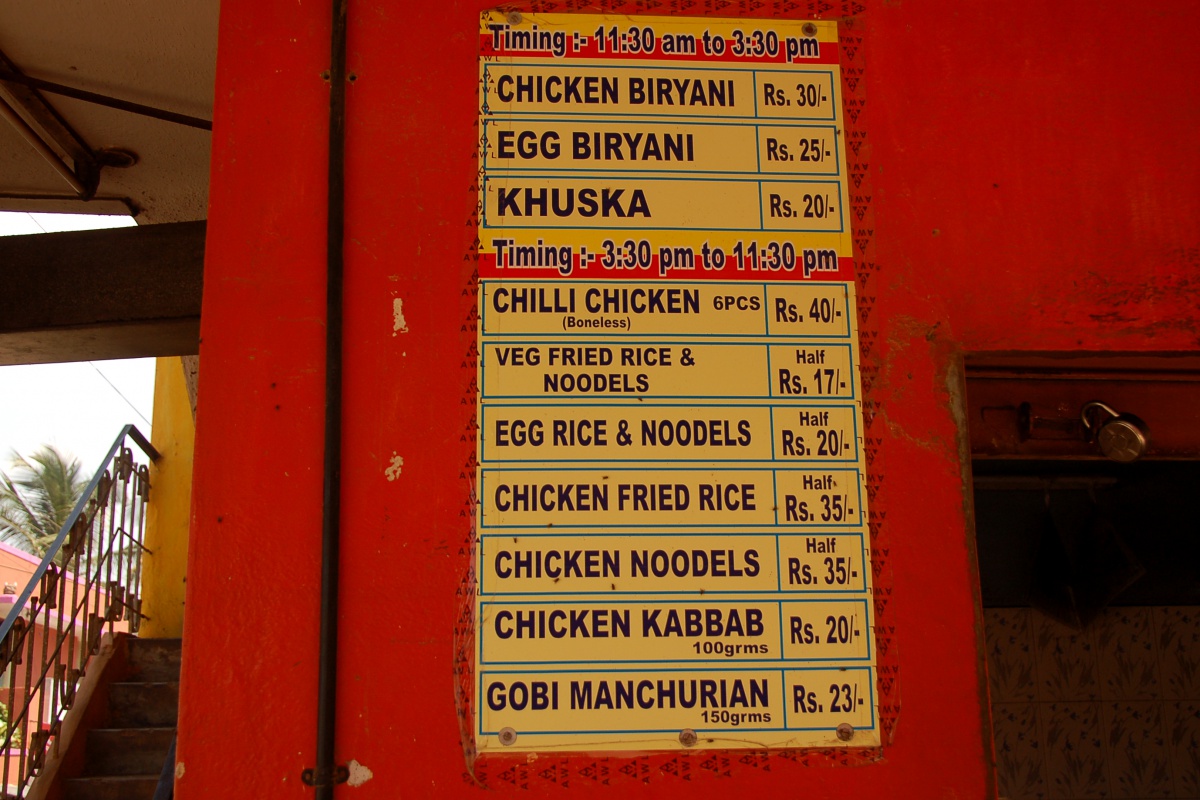 Timing :- 11:30 am to 3:30 pm
CHICKEN BIRYANI Rs. 30/-
EGG BIRYANI Rs. 25/-
KHUSKA Rs. 20/-
Timing :- 3:30 pm to 11:30 pm
CHILLI CHICKEN 6PCS Rs. 40/-
(Boneless)
VEG FRIED RICE & Half
NOODELS Rs. 17/-
EGG RICE & NOODELS Half
Rs. 20/-
CHICKEN FRIED RICE Half
Rs. 35/-
CHICKEN NOODELS Half
Rs. 35/-
CHICKEN KABBAB Rs. 20/-
100grms
GOBI MANCHURIAN Rs. 23/-
150grms